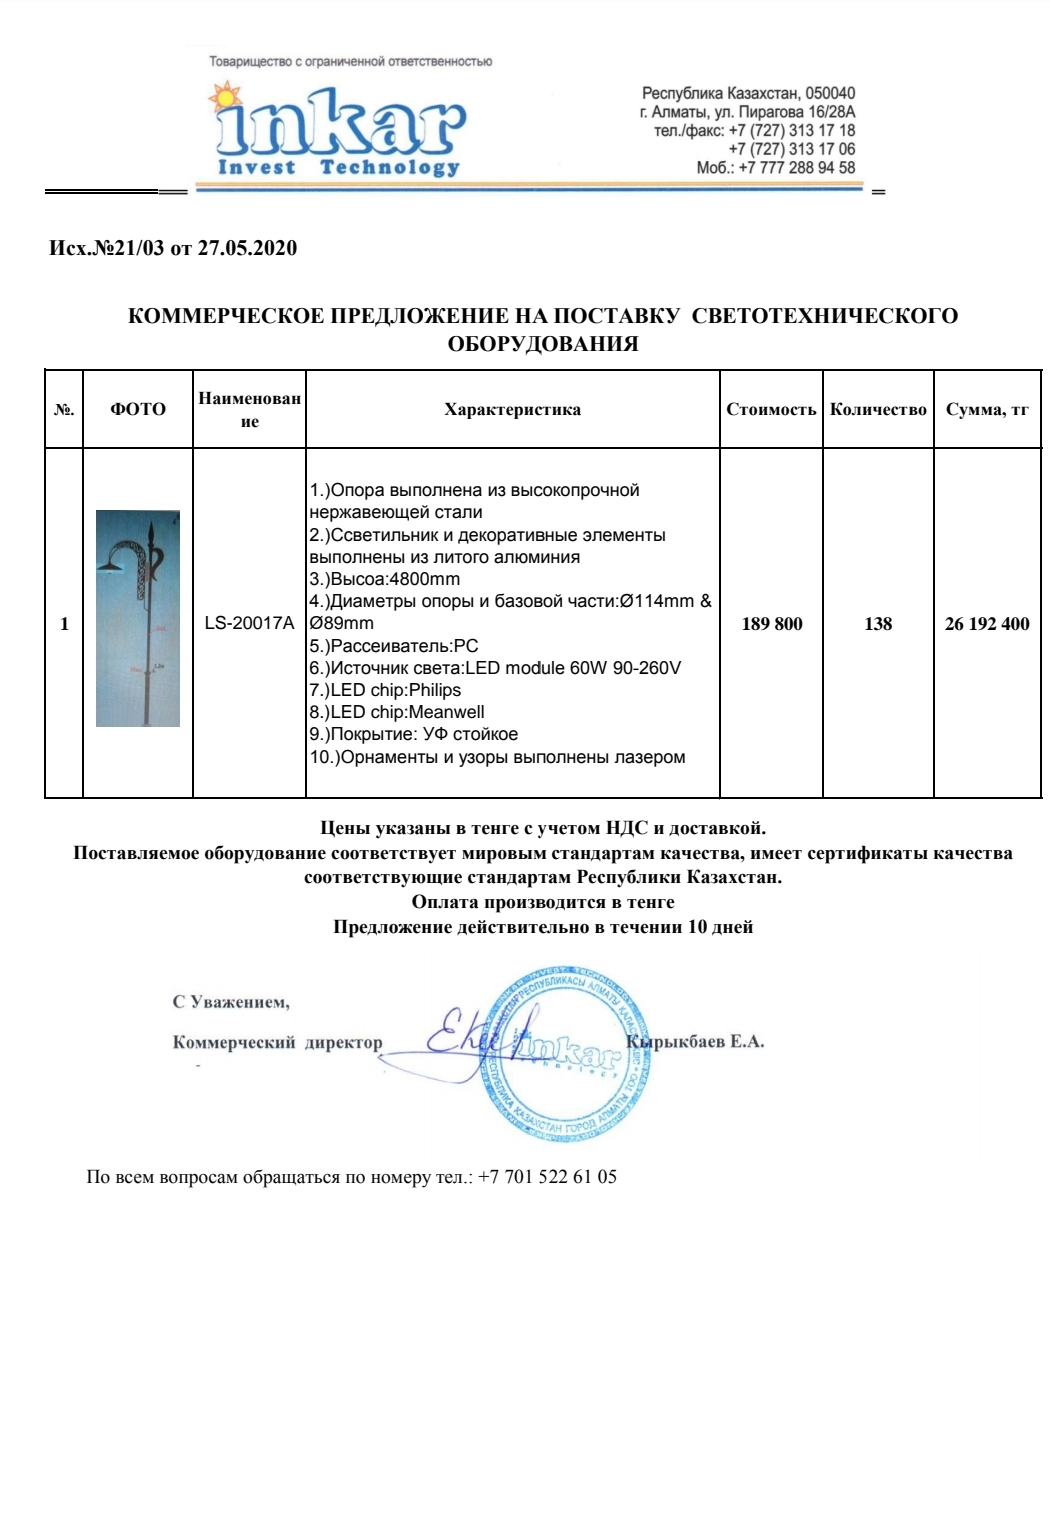 Товарищество с ограниченной ответственностью
inkar
Invest Technology
Республика Казахстан, 050040
г. Алматы, ул. Пирагова 16/28А
тел./факс: +7 (727) 313 17 18
+7 (727) 313 17 06
Моб.: +7 777 288 94 58
Исх.№21/03 от 27.05.2020
КОММЕРЧЕСКОЕ ПРЕДЛОЖЕНИЕ НА ПОСТАВКУ СВЕТОТЕХНИЧЕСКОГО
ОБОРУДОВАНИЯ
№. ФОТО Наименован Характеристика Стоимость Количество Сумма, тг
ие
1.)Опора выполнена из высокопрочной
нержавеющей стали
2.)Ссветильник и декоративные элементы
выполнены из литого алюминия
3.)Высоа:4800mm
4.)Диаметры опоры и базовой части:Ø114mm &
1 LS-20017A Ø89mm 189 800 138 26 192 400
5.)Рассеиватель:PC
6.)Источник света:LED module 60W 90-260V
7.)LED chip:Philips
8.)LED chip:Meanwell
9.)Покрытие: УФ стойкое
10.)Орнаменты и узоры выполнены лазером
Цены указаны в тенге с учетом НДС и доставкой.
Поставляемое оборудование соответствует мировым стандартам качества, имеет сертификаты качества
соответствующие стандартам Республики Казахстан.
Оплата производится в тенге
Предложение действительно в течении 10 дней
С Уважением,
Коммерческий директор Кырыкбаев Е.А.
inkar
РЕСПУБЛИКА КАЗАХСТАН ГОРОД АЛМАТЫ ТОО
По всем вопросам обращаться по номеру тел.: +7 701 522 61 05